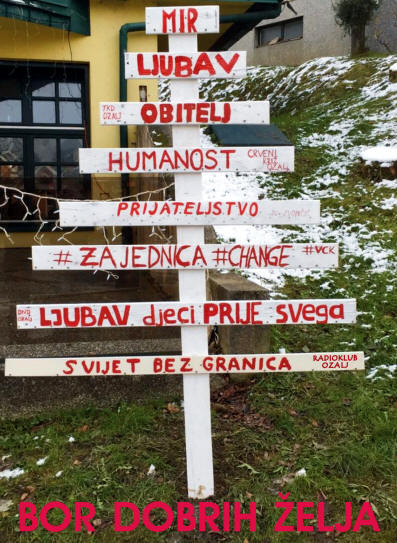 MIR
LJUBAV
TKD OZALJ
OBITELJ
HUMANOST
CRVENI KRIŽ OZALJ
PRIJATELJSTVO
# ZAJEDNICA #CHANGE #VCK
DND OZALJ
LJUBAV djeci PRIJE svega
SVIJET BEZ GRANICA
RADIOKLUB OZALJ
BOR DOBRIH ŽELJA